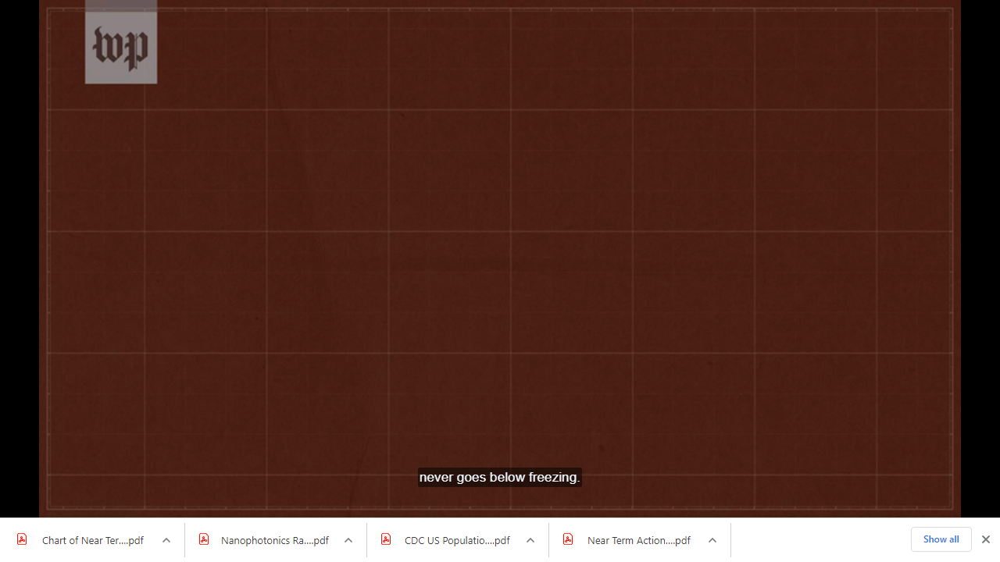 wp
never goes below freezing.
Chart of Near Ter....pdf
Nanophotonics Ra....pdf
CDC US Populatio....pdf
Near Term Action....pdf
Show all